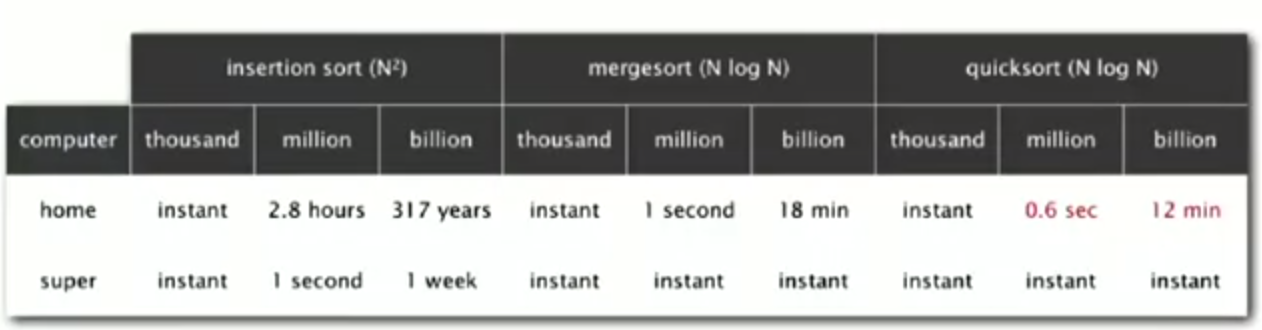 insertion sort (N²) mergesort (N log N) quicksort (N log N)
computer thousand million billion thousand million billion thousand million billion
home instant 2.8 hours 317 years instant 1 second 18 min instant 0.6 sec 12 min
super instant 1 second 1 week instant instant instant instant instant instant